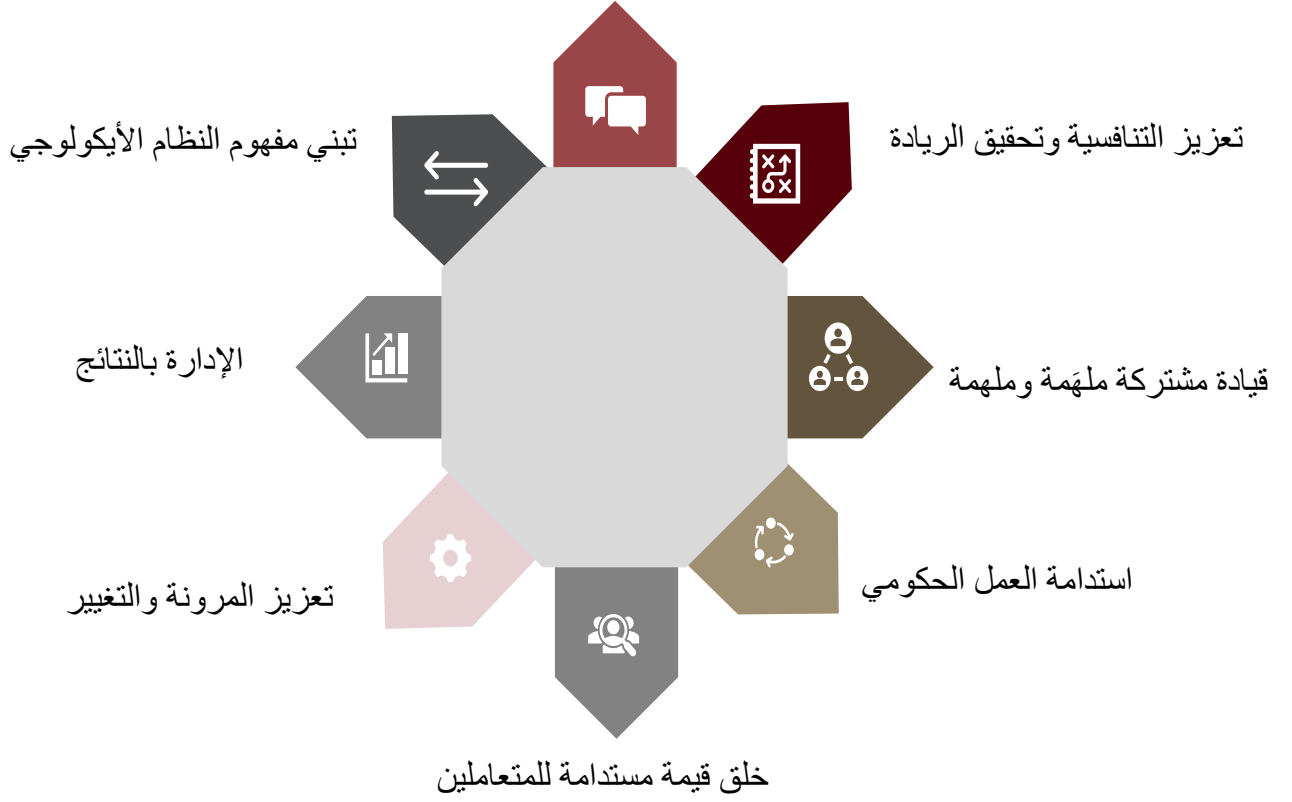 تعزيز التنافسية وتحقيق الريادة
تبني مفهوم النظام الأيكولوجي
قيادة مشتركة ملهَمة وملهمة
الإدارة بالنتائج
استدامة العمل الحكومي
تعزيز المرونة والتغيير
خلق قيمة مستدامة للمتعاملين